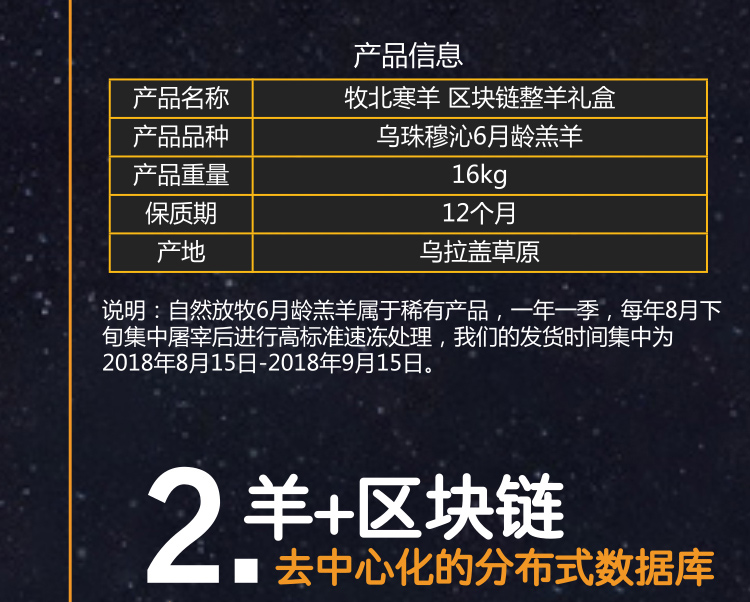 产品信息
产品名称 牧北寒羊 区块链整羊礼盒
产品品种 乌珠穆沁6月龄羔羊
产品重量 16kg
保质期 12个月
产地 乌拉盖草原
说明：自然放牧6月龄羔羊属于稀有产品，一年一季，每年8月下
旬集中屠宰后进行高标准速冻处理，我们的发货时间集中为
2018年8月15日-2018年9月15日。
2.羊+区块链
去中心化的分布式数据库